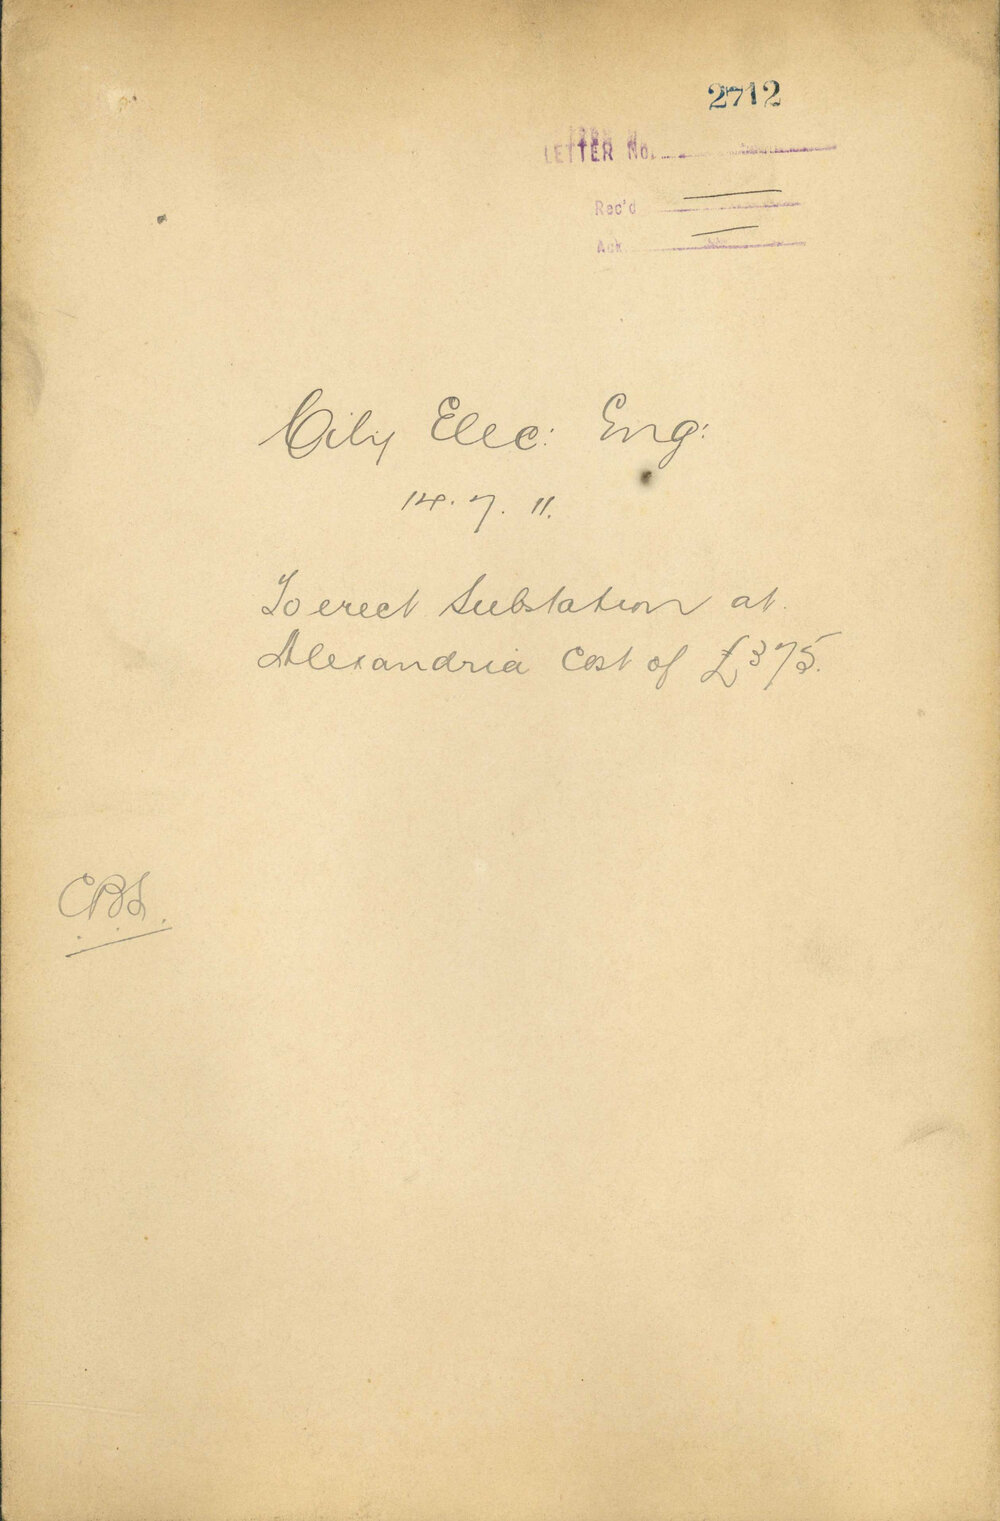 2712
LETTER No.
Rec'd
Ack
City Elec: Eng:
14. 7. 11.
To erect Substation at
Alexandria cost of £375.
CBL.